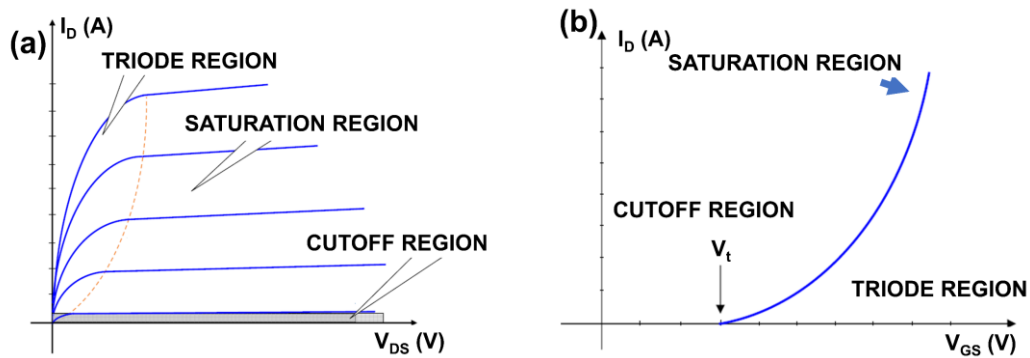 (a)
I_D (A)
TRIODE REGION
SATURATION REGION
CUTOFF REGION
V_DS (V)
(b)
I_D (A)
SATURATION REGION
CUTOFF REGION
V_t
TRIODE REGION
V_GS (V)